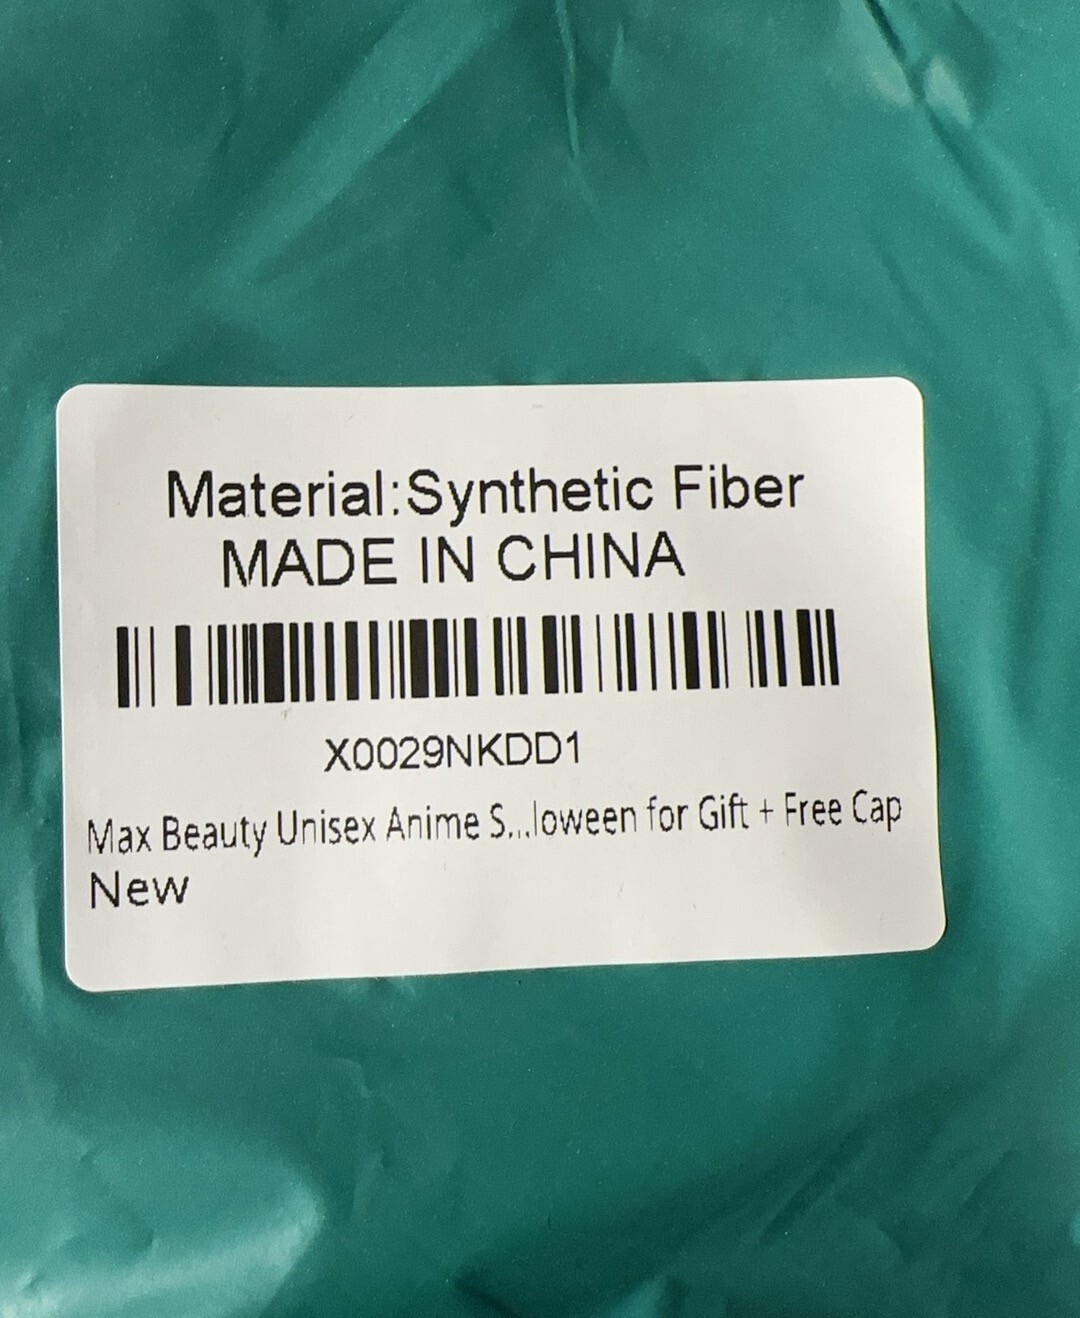 Material:Synthetic Fiber
MADE IN CHINA
X0029NKDD1
Max Beauty Unisex Anime S...loween for Gift + Free Cap
New